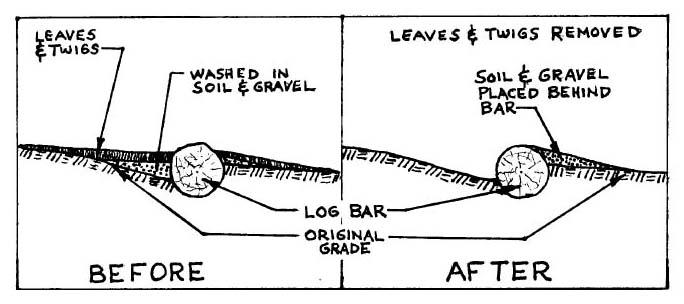 LEAVES
& TWIGS
WASHED IN
SOIL & GRAVEL
LEAVES & TWIGS REMOVED
SOIL & GRAVEL
PLACED BEHIND
BAR
LOG BAR
ORIGINAL
GRADE
BEFORE
AFTER